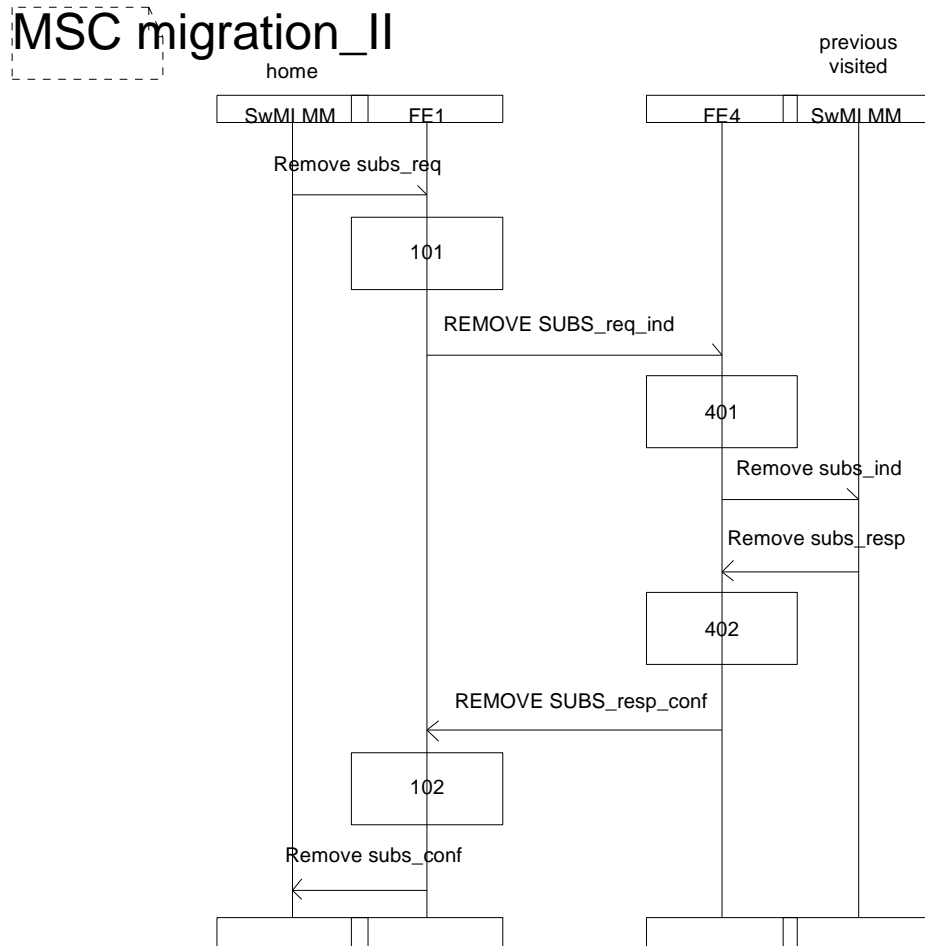 MSC migration_II
home
previous
visited
SwMI MM
FE1
FE4
SwMI MM
Remove subs_req
101
REMOVE SUBS_req_ind
401
Remove subs_ind
Remove subs_resp
402
REMOVE SUBS_resp_conf
102
Remove subs_conf